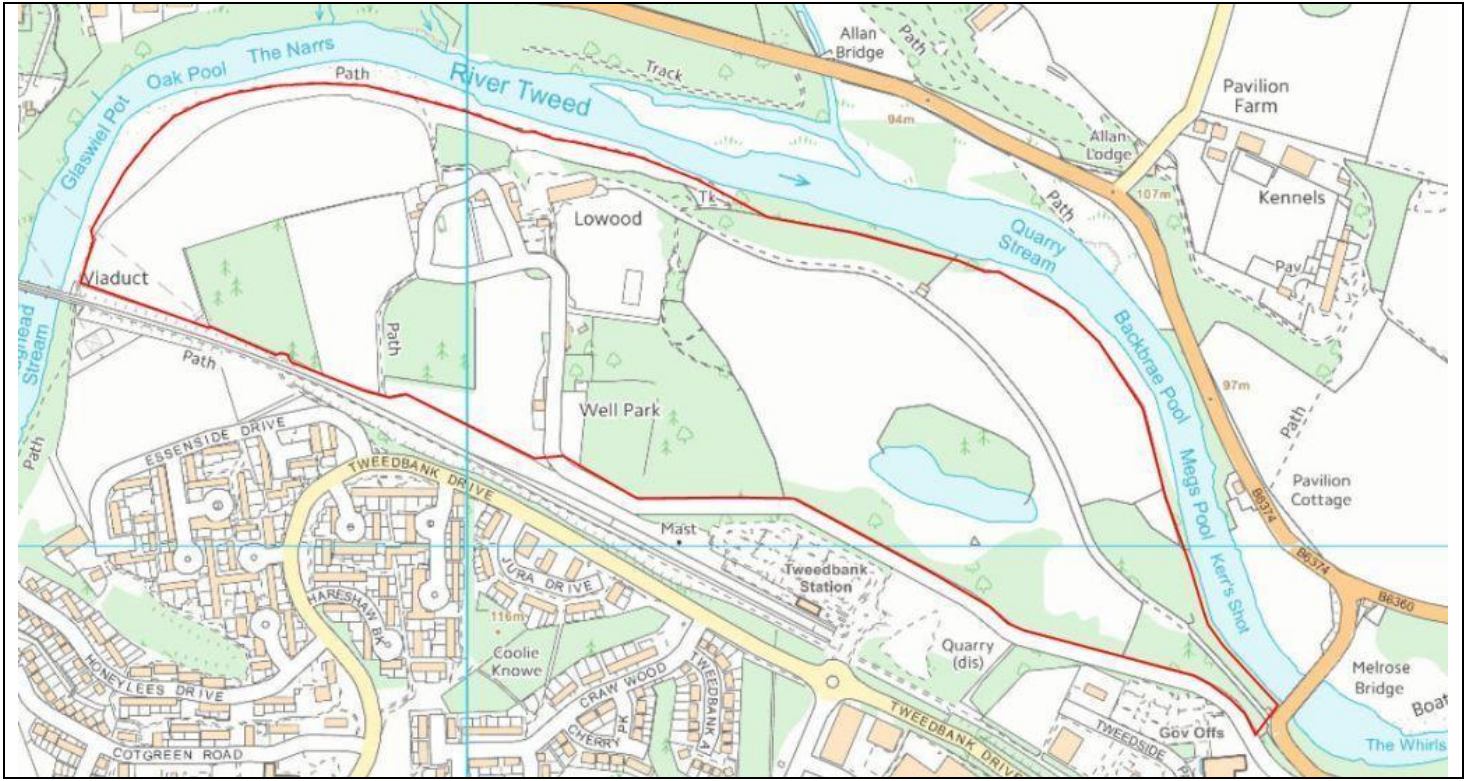 The Narrs
Oak Pool
Path
River Tweed
Glaswiel Pot
Track
Allan
Bridge
Path
Pavilion
Farm
94m
Allan
Lodge
107m
Kennels
Path
Tk
Lowood
Quarry
Stream
Pav
Viaduct
Stream
Path
Path
Backbrae Pool
97m
Path
Well Park
ESSENSIDE DRIVE
Path
TWEEDBANK DRIVE
Megs Pool
Pavilion
Cottage
B6374
Mast
B6374
Kerr's Shot
Tweedbank
Station
JURA DRIVE
B6360
HARESHAW BK
116m
Coolie
Knowe
Quarry
(dis)
Melrose
Bridge
HONEYLEES DRIVE
CRAW WOOD
TWEEDBANK A
CHERRY PK
Boat
TWEEDBANK DRIVE
TWEEDSIDE
Gov Offs
COTGREEN ROAD
The Whirls